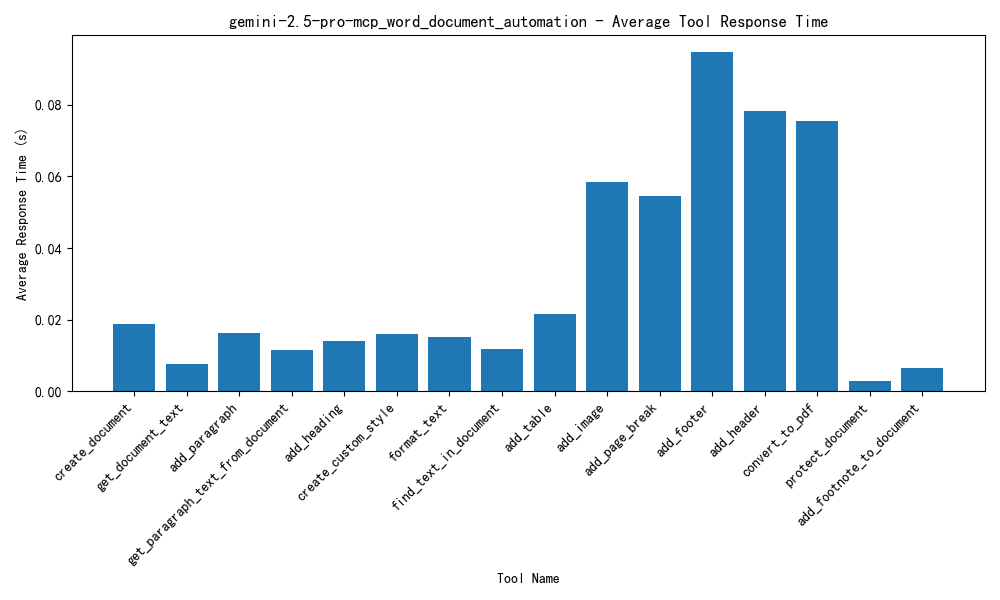 gemini-2.5-pro-mcp_word_document_automation - Average Tool Response Time
Average Response Time (s)
0.08
0.06
0.04
0.02
0.00
create_document
get_document_text
add_paragraph
get_paragraph_text_from_document
add_heading
create_custom_style
format_text
find_text_in_document
add_table
add_image
add_page_break
add_footer
add_header
convert_to_pdf
protect_document
add_footnote_to_document
Tool Name